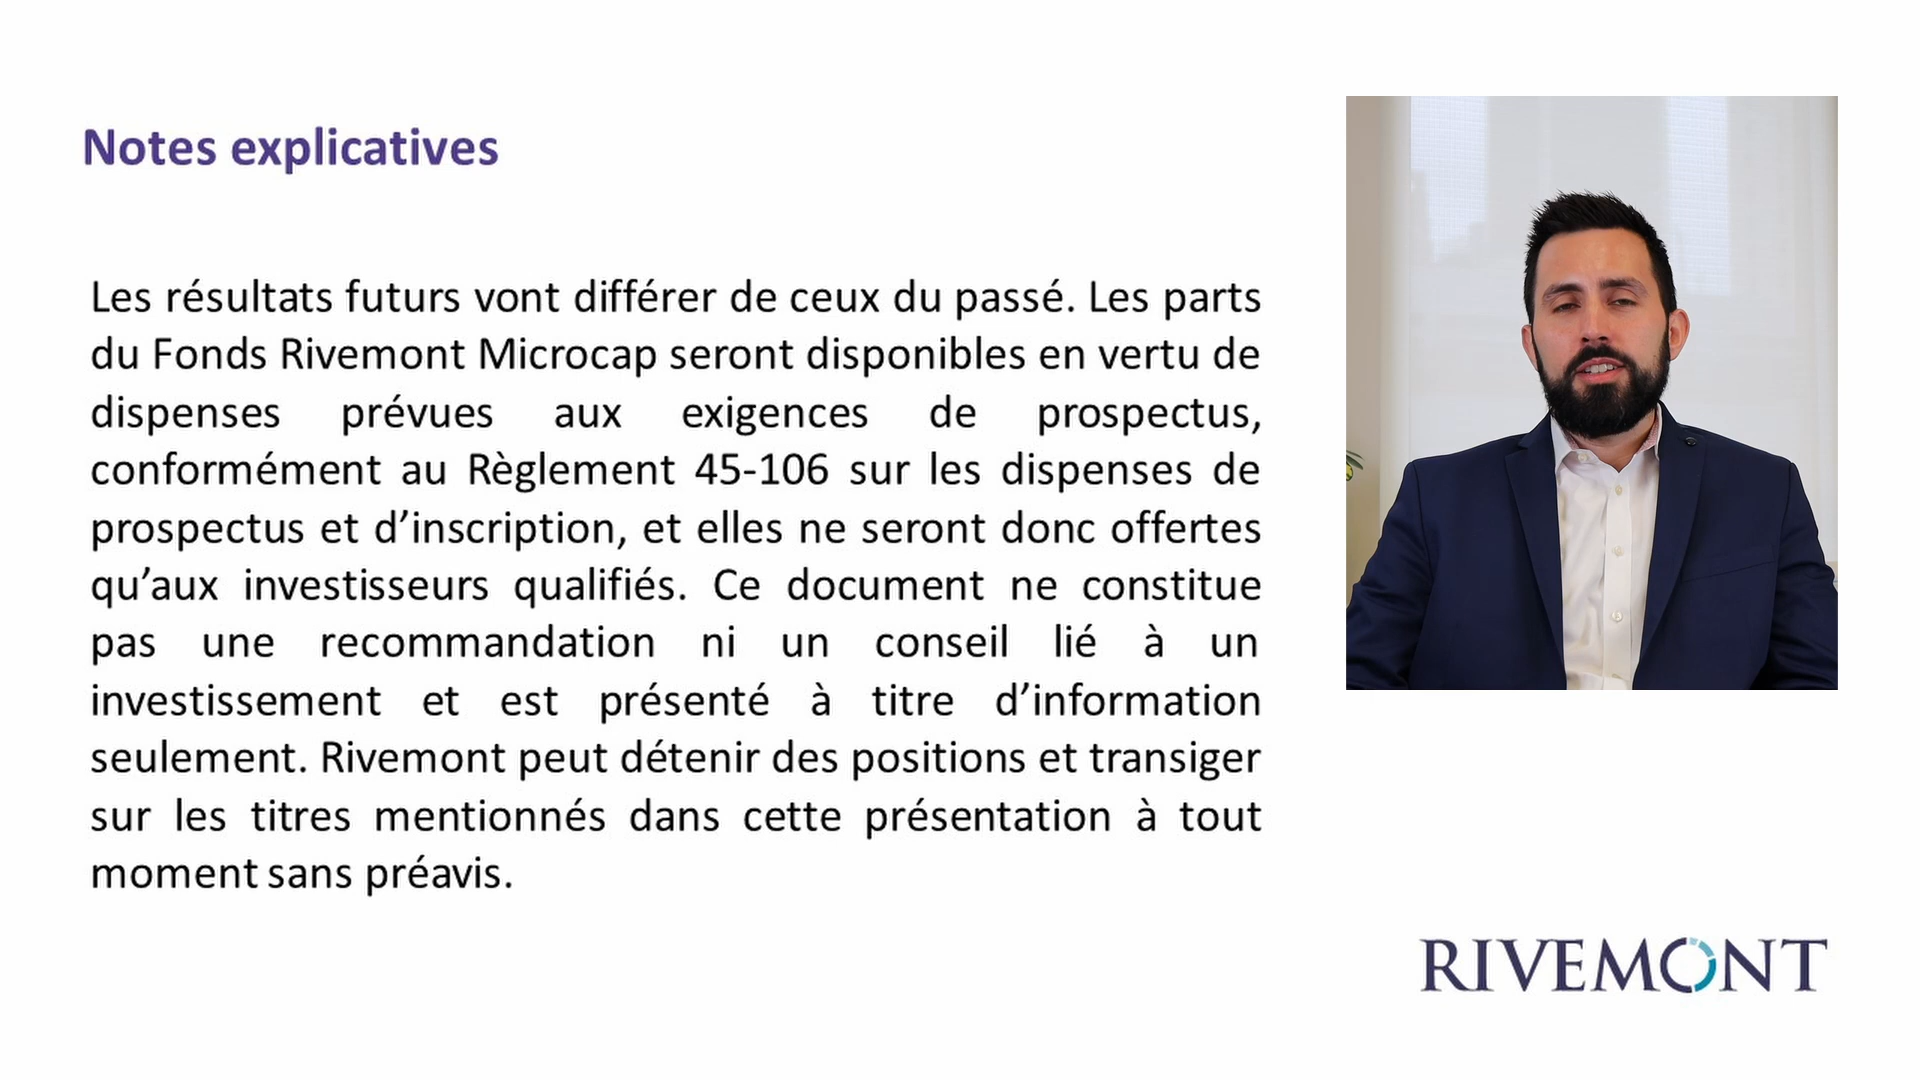 Notes explicatives
Les résultats futurs vont différer de ceux du passé. Les parts
du Fonds Rivemont Microcap seront disponibles en vertu de
dispenses prévues aux exigences de prospectus,
conformément au Règlement 45-106 sur les dispenses de
prospectus et d’inscription, et elles ne seront donc offertes
qu’aux investisseurs qualifiés. Ce document ne constitue
pas une recommandation ni un conseil lié à un
investissement et est présenté à titre d’information
seulement. Rivemont peut détenir des positions et transiger
sur les titres mentionnés dans cette présentation à tout
moment sans préavis.
RIVEMONT